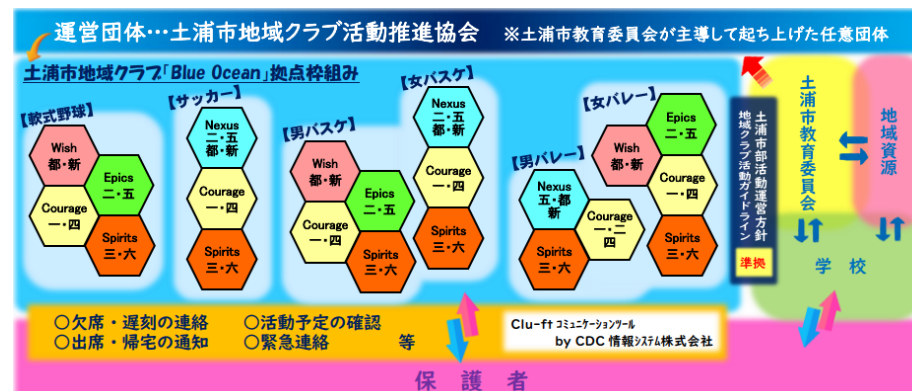 運営団体…土浦市地域クラブ活動推進協会 ※土浦市教育委員会が主導して起ち上げた任意団体
土浦市地域クラブ「Blue Ocean」拠点枠組み
【軟式野球】
Wish
都・新
Epics
二・五
Courage
一・四
Spirits
三・六
【サッカー】
Nexus
二・五
都・新
Courage
一・四
Spirits
三・六
【男バスケ】
Wish
都・新
Epics
二・五
Courage
一・四
Spirits
三・六
【女バスケ】
Nexus
二・五
都・新
Courage
一・四
Spirits
三・六
【男バレー】
Nexus
五・都
新
Courage
一・二
四
Spirits
三・六
【女バレー】
Wish
都・新
Epics
二・五
Courage
一・四
Spirits
三・六
土浦市部活動運営方針
地域クラブ活動ガイドライン
準拠
土浦市教育委員会
地域資源
学校
○欠席・遅刻の連絡 ○活動予定の確認
○出席・帰宅の通知 ○緊急連絡 等
Clu-ft コミュニケーションツール
by CDC 情報システム株式会社
保護者